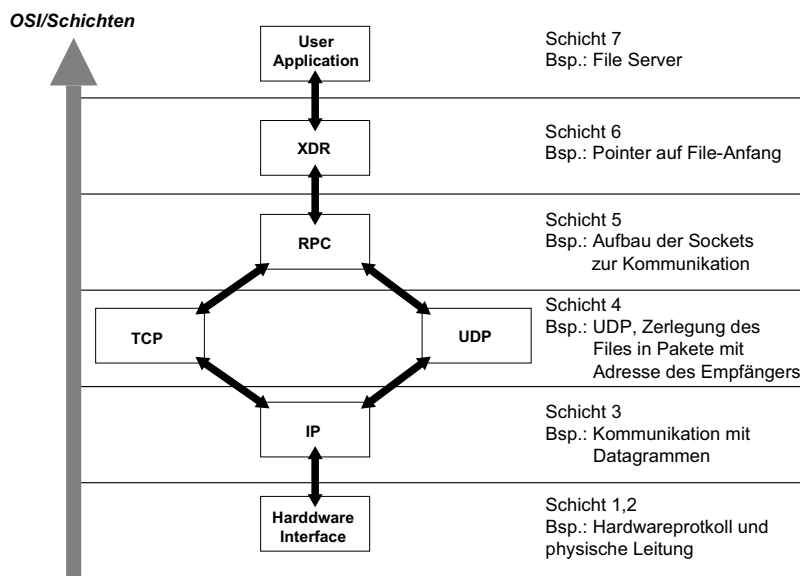 OSI/Schichten
User
Application
Schicht 7
Bsp.: File Server
XDR
Schicht 6
Bsp.: Pointer auf File-Anfang
RPC
Schicht 5
Bsp.: Aufbau der Sockets
zur Kommunikation
TCP
UDP
Schicht 4
Bsp.: UDP, Zerlegung des
Files in Pakete mit
Adresse des Empfängers
IP
Schicht 3
Bsp.: Kommunikation mit
Datagrammen
Harddware
Interface
Schicht 1,2
Bsp.: Hardwareprotkoll und
physische Leitung